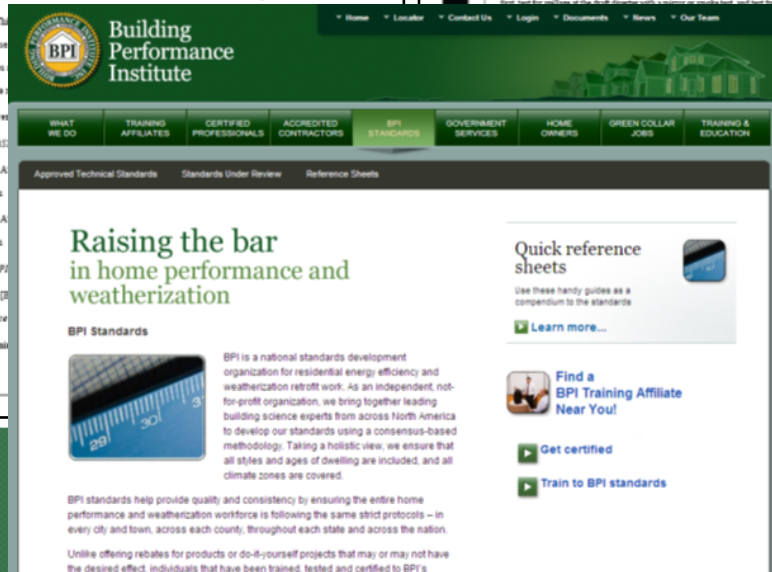 Home Locator Contact Us Login Documents News Our Team
BPI
Building
Performance
Institute
WHAT
WE DO
TRAINING
AFFILIATES
CERTIFIED
PROFESSIONALS
ACCREDITED
CONTRACTORS
BPI
STANDARDS
GOVERNMENT
SERVICES
HOME
OWNERS
GREEN COLLAR
JOBS
TRAINING &
EDUCATION
Approved Technical Standards Standards Under Review Reference Sheets
Raising the bar
in home performance and
weatherization
BPI Standards
29 30 3
BPI is a national standards development
organization for residential energy efficiency and
weatherization retrofit work. As an independent, not-
for-profit organization, we bring together leading
building science experts from across North America
to develop our standards using a consensus-based
methodology. Taking a holistic view, we ensure that
all styles and ages of dwelling are included, and all
climate zones are covered.
BPI standards help provide quality and consistency by ensuring the entire home
performance and weatherization workforce is following the same strict protocols – in
every city and town, across each county, throughout each state and across the nation.
Unlike offering rebates for products or do-it-yourself projects that may or may not have
the desired effect, individuals that have been trained, tested and certified to BPI's
Quick reference
sheets
Use these handy guides as a
compendium to the standards
Learn more...
Find a
BPI Training Affiliate
Near You!
Get certified
Train to BPI standards